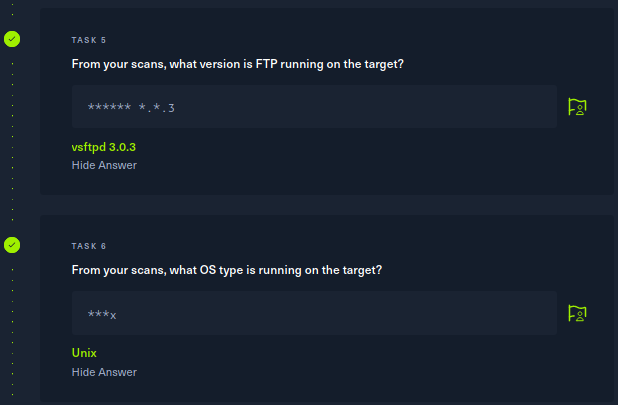 TASK 5
From your scans, what version is FTP running on the target?
****** *.*.3
vsftpd 3.0.3
Hide Answer
TASK 6
From your scans, what OS type is running on the target?
***x
Unix
Hide Answer